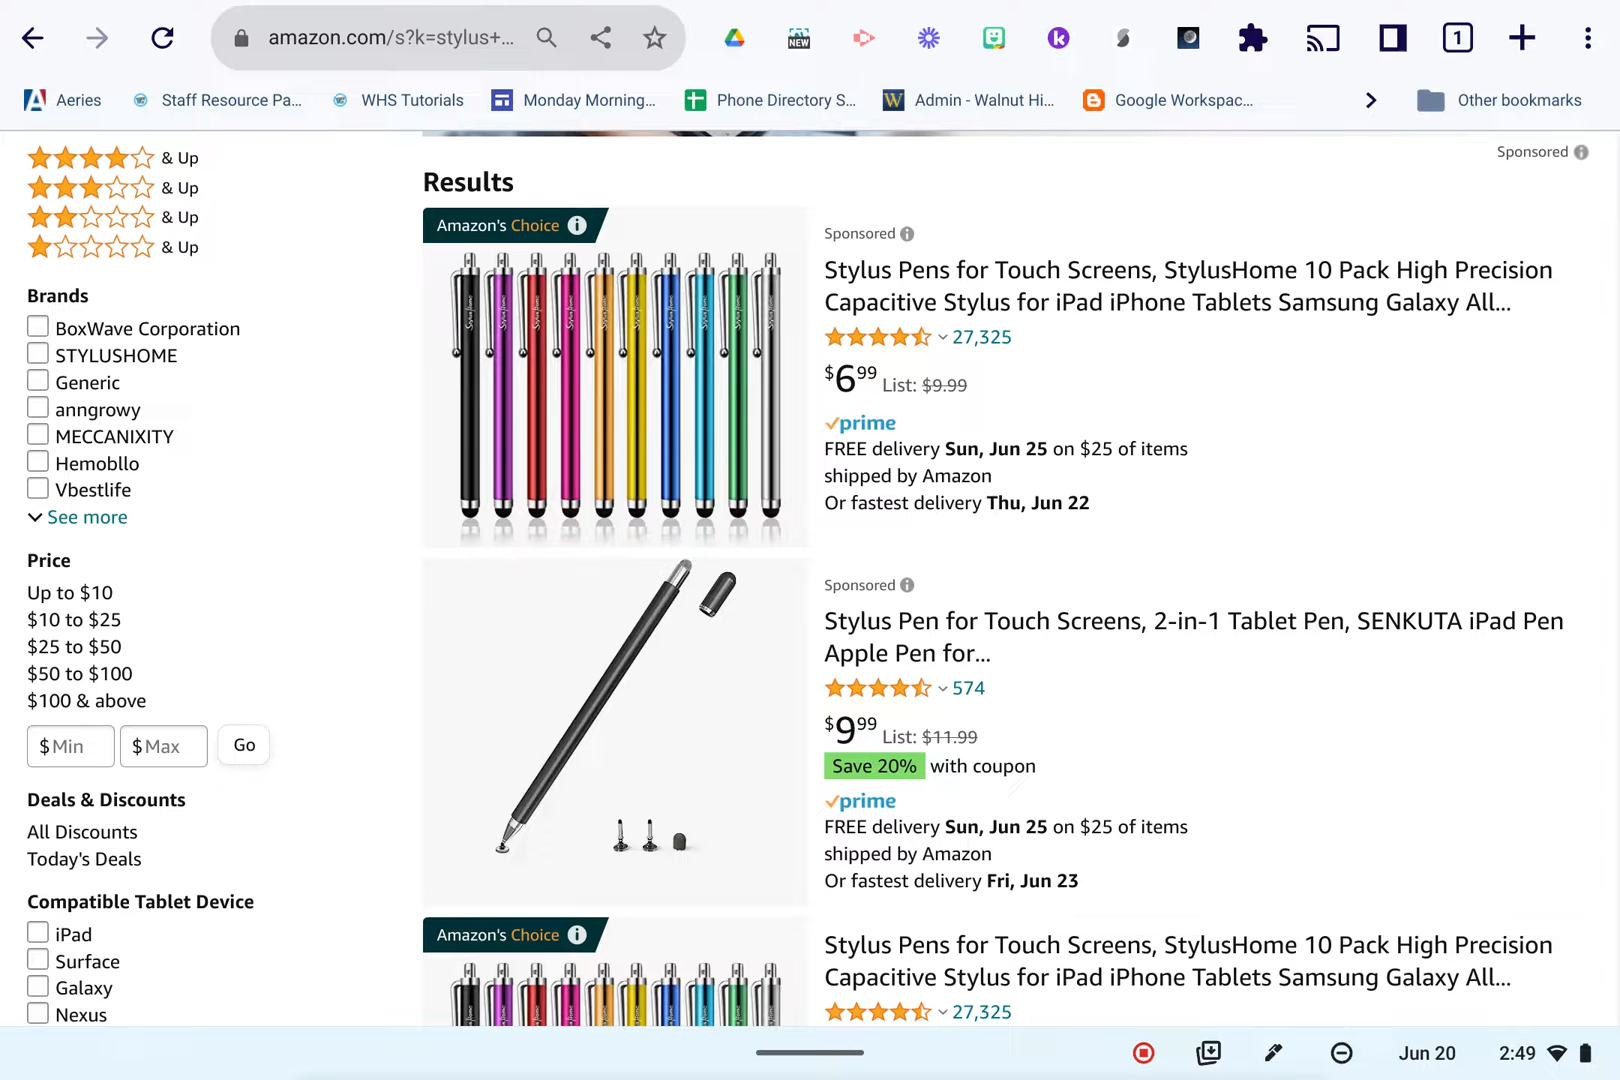 amazon.com/s?k=stylus+...
NEW
1
Aeries
Staff Resource Pa...
WHS Tutorials
Monday Morning...
Phone Directory S...
Admin - Walnut Hi...
Google Workspac...
Other bookmarks
& Up
& Up
& Up
& Up
Brands
BoxWave Corporation
STYLUSHOME
Generic
anngrowy
MECCANIXITY
Hemobllo
Vbestlife
See more
Price
Up to $10
$10 to $25
$25 to $50
$50 to $100
$100 & above
$ Min
$ Max
Go
Deals & Discounts
All Discounts
Today's Deals
Compatible Tablet Device
iPad
Surface
Galaxy
Nexus
Sponsored
Results
Amazon's Choice
Sponsored
Stylus Pens for Touch Screens, StylusHome 10 Pack High Precision
Capacitive Stylus for iPad iPhone Tablets Samsung Galaxy All...
27,325
$6.99 List: $9.99
prime
FREE delivery Sun, Jun 25 on $25 of items
shipped by Amazon
Or fastest delivery Thu, Jun 22
Sponsored
Stylus Pen for Touch Screens, 2-in-1 Tablet Pen, SENKUTA iPad Pen
Apple Pen for...
574
$9.99 List: $11.99
Save 20% with coupon
prime
FREE delivery Sun, Jun 25 on $25 of items
shipped by Amazon
Or fastest delivery Fri, Jun 23
Amazon's Choice
Stylus Pens for Touch Screens, StylusHome 10 Pack High Precision
Capacitive Stylus for iPad iPhone Tablets Samsung Galaxy All...
27,325
Jun 20
2:49